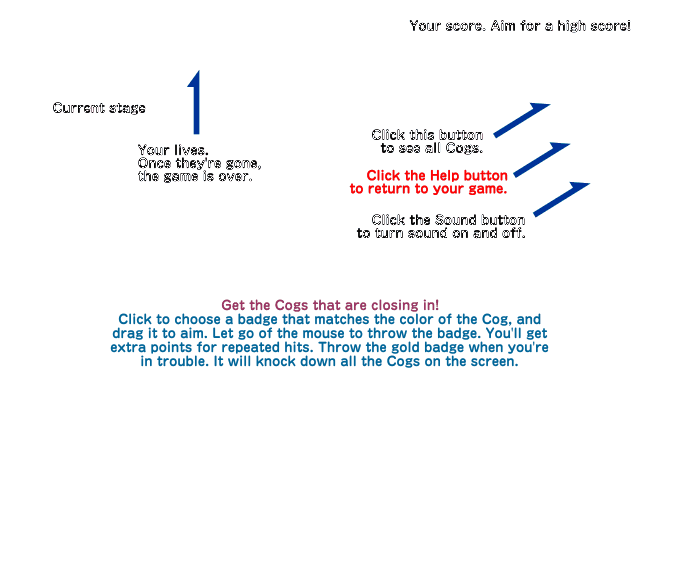 Your score. Aim for a high score!
Current stage
Your lives.
Once they're gone,
the game is over.
Click this button
to see all Cogs.
Click the Help button
to return to your game.
Click the Sound button
to turn sound on and off.
Get the Cogs that are closing in!
Click to choose a badge that matches the color of the Cog, and
drag it to aim. Let go of the mouse to throw the badge. You'll get
extra points for repeated hits. Throw the gold badge when you're
in trouble. It will knock down all the Cogs on the screen.